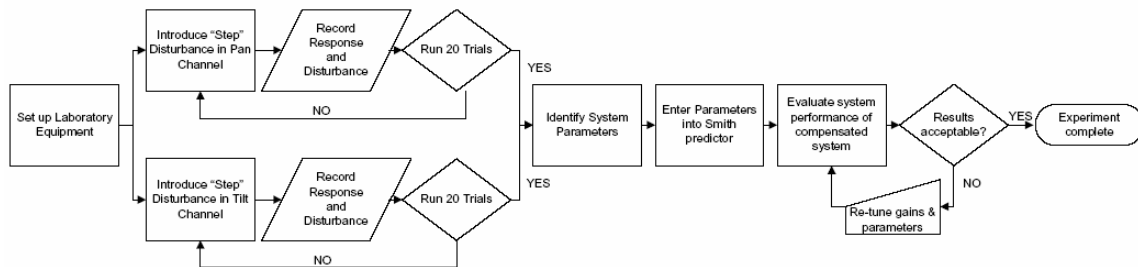 Set up Laboratory
Equipment
Introduce “Step”
Disturbance in Pan
Channel
Record
Response
and
Disturbance
Run 20 Trials
YES
NO
Introduce “Step”
Disturbance in Tilt
Channel
Record
Response
and
Disturbance
Run 20 Trials
YES
NO
Identify System
Parameters
Enter Parameters
into Smith
predictor
Evaluate system
performance of
compensated
system
Results
acceptable?
YES
Experiment
complete
NO
Re-tune gains &
parameters